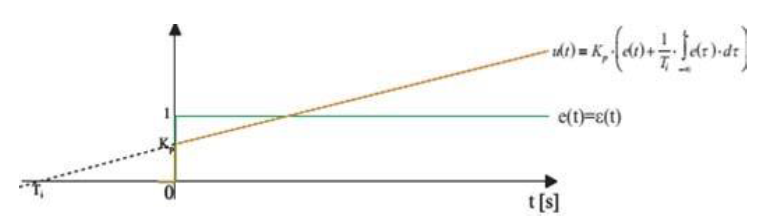 u(t) = K_p · ( e(t) + 1/T_i · ∫_{-∞}^{t} e(τ) · dτ )
1
e(t)=ε(t)
K_p
T_i
0
t [s]